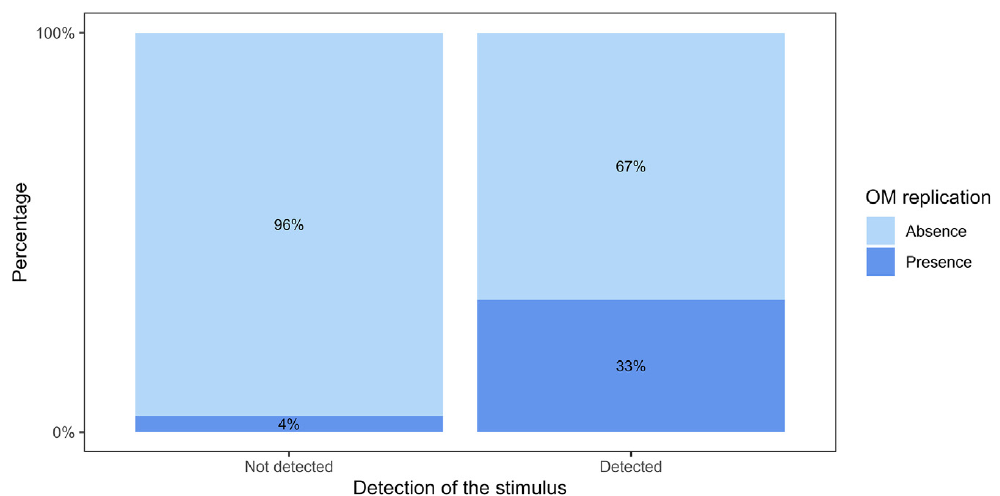 100%
0%
Percentage
96%
4%
67%
33%
Not detected
Detected
Detection of the stimulus
OM replication
Absence
Presence